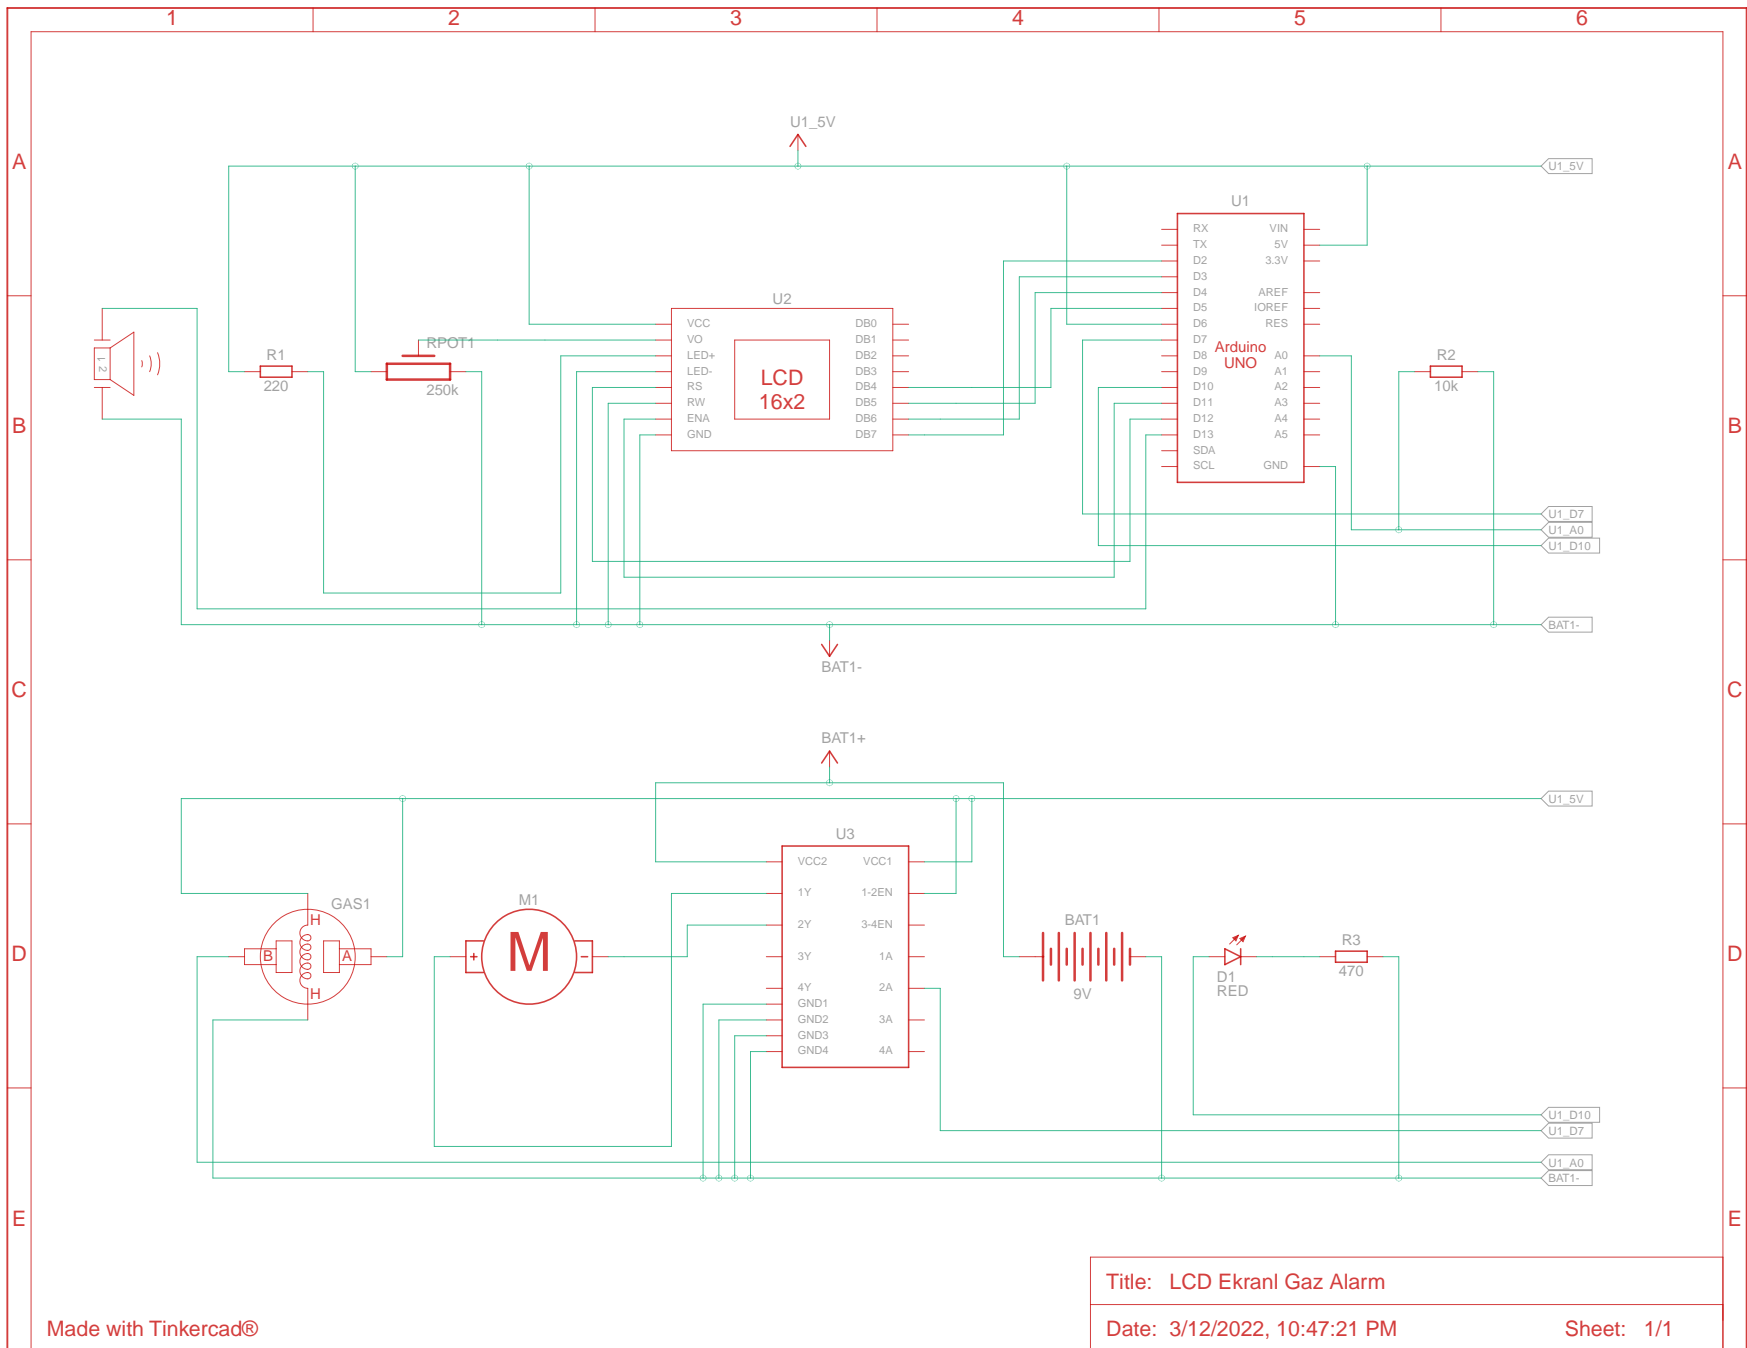 1 2 3 4 5 6
U1_5V
A A
U1_5V
U1
RX VIN
TX 5V
D2 3.3V
D3
D4 AREF
D5 IOREF
D6 RES
D7
D8 A0
D9 A1
D10 A2
D11 A3
D12 A4
D13 A5
SDA
SCL GND
Arduino
UNO
U2
VCC DB0
VO DB1
LED+ DB2
LED- DB3
RS DB4
RW DB5
ENA DB6
GND DB7
LCD
16x2
1 2
R1
220
RPOT1
250k
R2
10k
B B
U1_D7
U1_A0
U1_D10
BAT1-
BAT1-
C C
BAT1+
U1_5V
U3
VCC2 VCC1
1Y 1-2EN
2Y 3-4EN
3Y 1A
4Y 2A
GND1
GND2 3A
GND3
GND4 4A
GAS1
H
B A
H
M1
+ M -
BAT1
9V
D1
RED
R3
470
D D
U1_D10
U1_D7
U1_A0
BAT1-
E E
Title: LCD Ekranl Gaz Alarm
Made with Tinkercad®
Date: 3/12/2022, 10:47:21 PM Sheet: 1/1